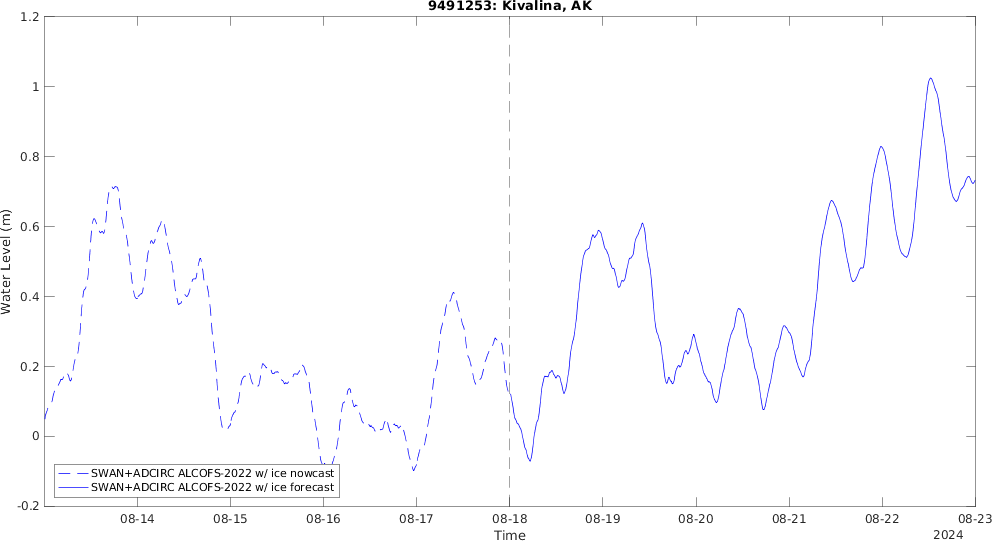 9491253: Kivalina, AK
1.2
1
0.8
0.6
0.4
0.2
0
-0.2
Water Level (m)
SWAN+ADCIRC ALCOFS-2022 w/ ice nowcast
SWAN+ADCIRC ALCOFS-2022 w/ ice forecast
08-14 08-15 08-16 08-17 08-18 08-19 08-20 08-21 08-22 08-23
Time
2024